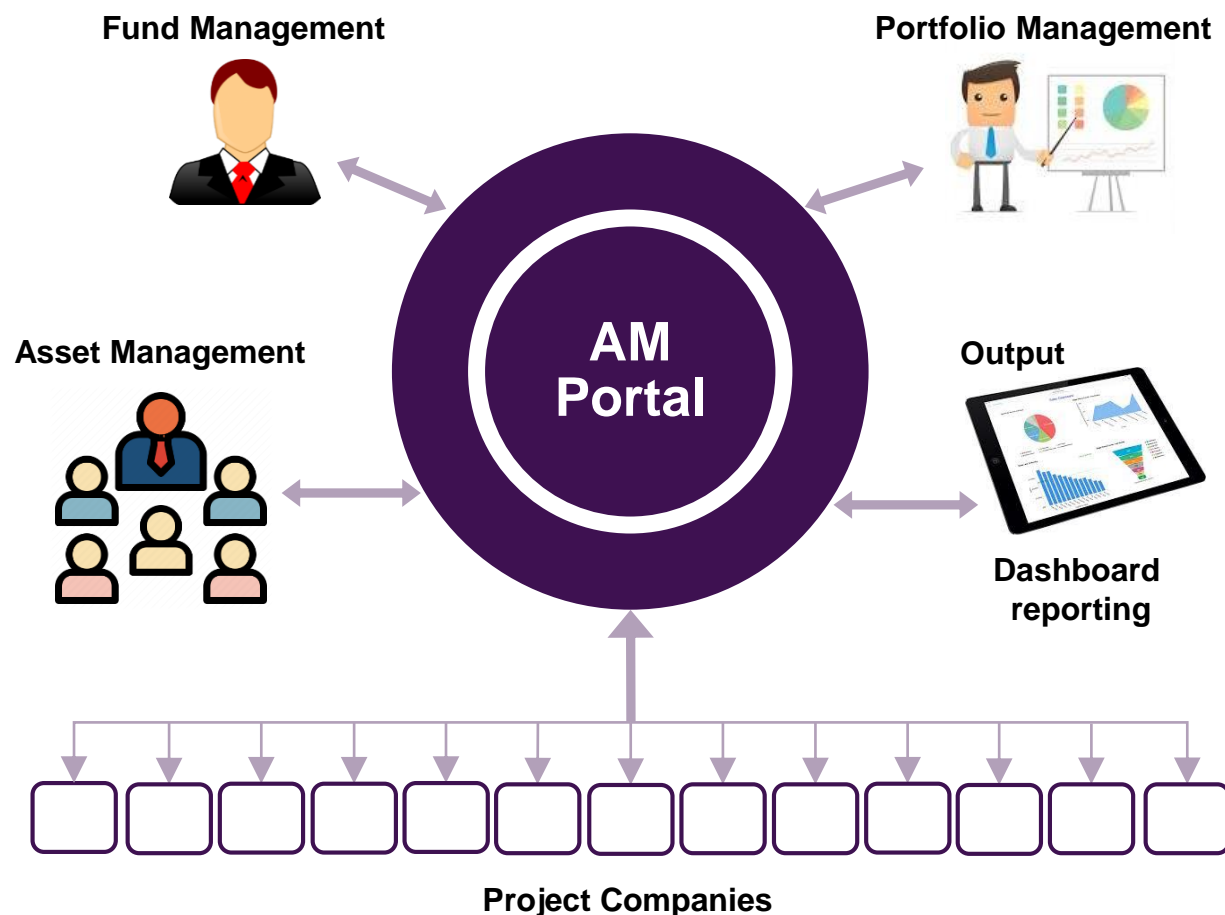 Fund Management
Portfolio Management
AM
Portal
Asset Management
Output
Dashboard
reporting
Project Companies